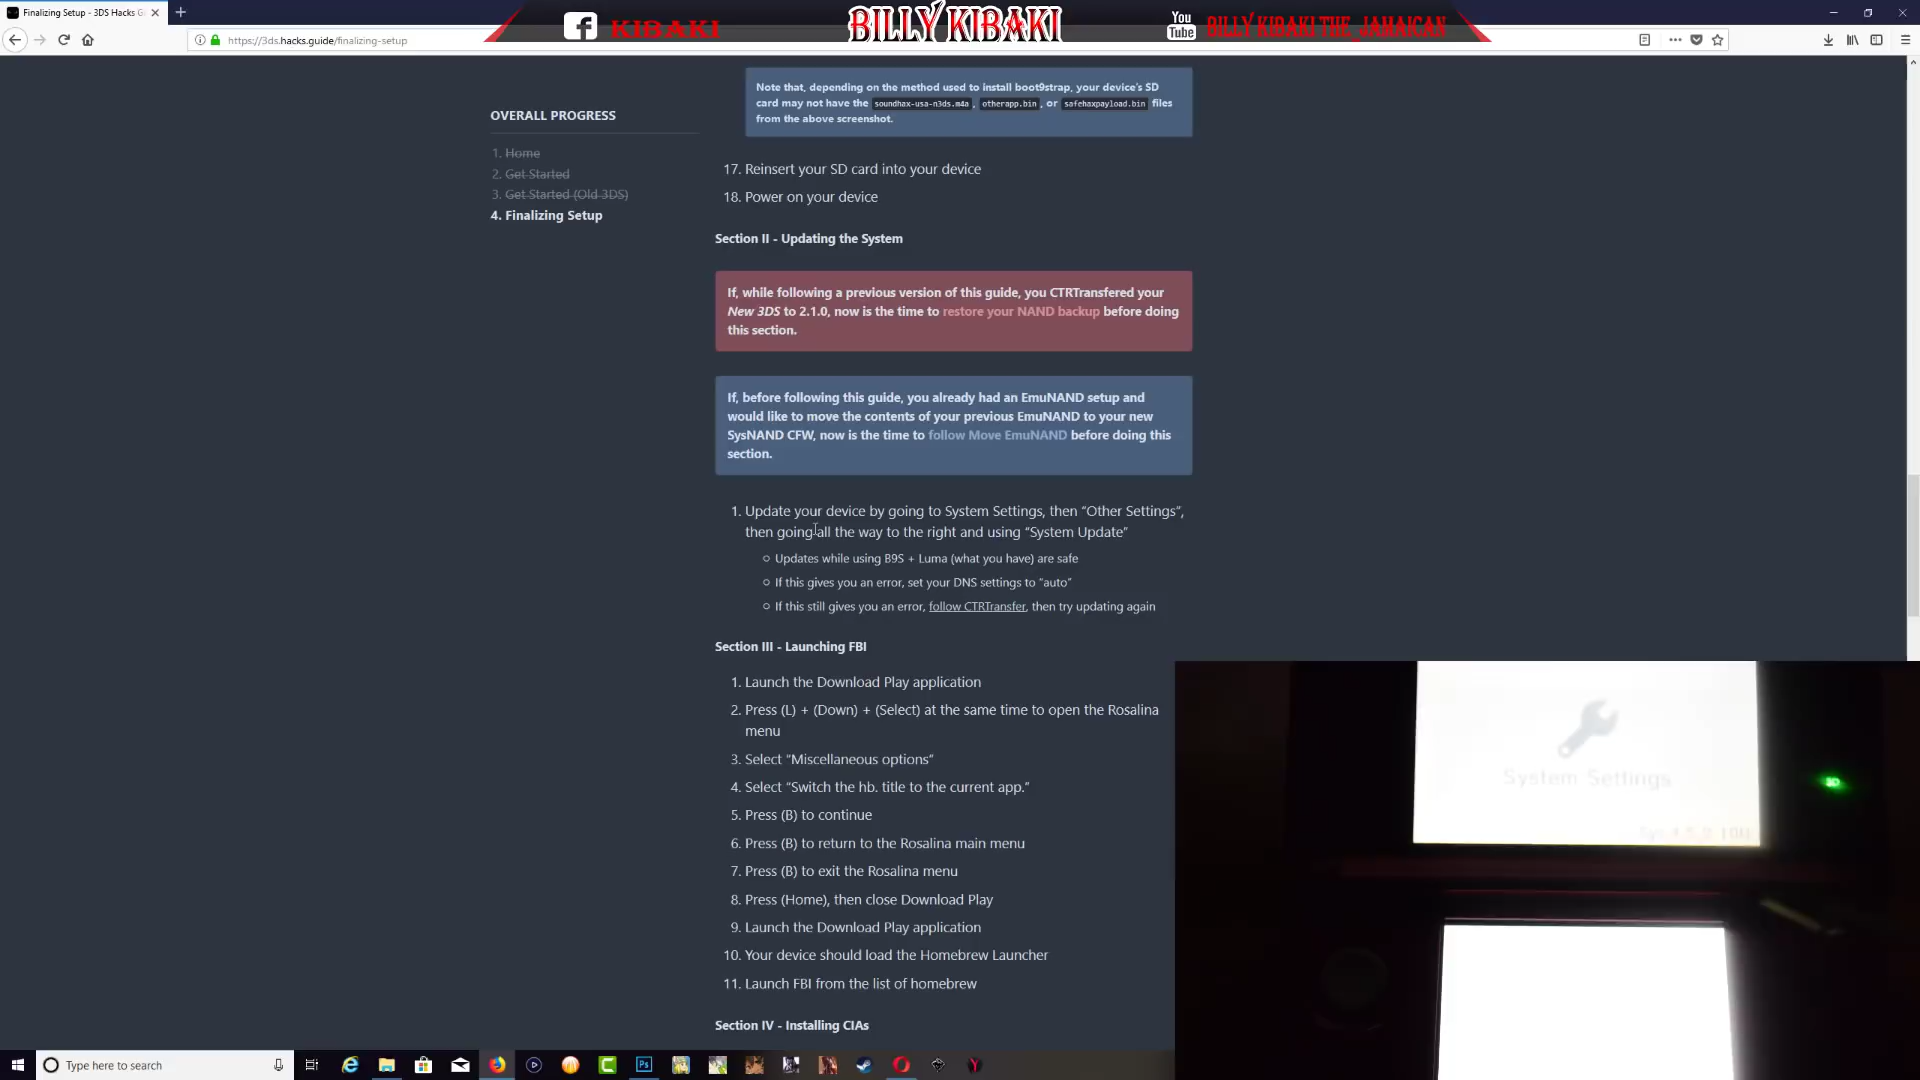 Finalizing Setup - 3DS Hacks G
https://3ds.hacks.guide/finalizing-setup
KIBAKI
BILLY KIBAKI
You
Tube
BILLY KIBAKI THE_JAMAICAN
OVERALL PROGRESS
1. Home
2. Get Started
3. Get Started (Old 3DS)
4. Finalizing Setup
Note that, depending on the method used to install boot9strap, your device's SD
card may not have the soundhax-usa-n3ds.m4a, otherapp.bin, or safehaxpayload.bin files
from the above screenshot.
17. Reinsert your SD card into your device
18. Power on your device
Section II - Updating the System
If, while following a previous version of this guide, you CTRTransfered your
New 3DS to 2.1.0, now is the time to restore your NAND backup before doing
this section.
If, before following this guide, you already had an EmuNAND setup and
would like to move the contents of your previous EmuNAND to your new
SysNAND CFW, now is the time to follow Move EmuNAND before doing this
section.
1. Update your device by going to System Settings, then “Other Settings”,
then going all the way to the right and using “System Update”
Updates while using B9S + Luma (what you have) are safe
If this gives you an error, set your DNS settings to “auto”
If this still gives you an error, follow CTRTransfer, then try updating again
Section III - Launching FBI
1. Launch the Download Play application
2. Press (L) + (Down) + (Select) at the same time to open the Rosalina
menu
3. Select “Miscellaneous options”
4. Select “Switch the hb. title to the current app.”
5. Press (B) to continue
6. Press (B) to return to the Rosalina main menu
7. Press (B) to exit the Rosalina menu
8. Press (Home), then close Download Play
9. Launch the Download Play application
10. Your device should load the Homebrew Launcher
11. Launch FBI from the list of homebrew
Section IV - Installing CIAs
System Settings
3D
Type here to search